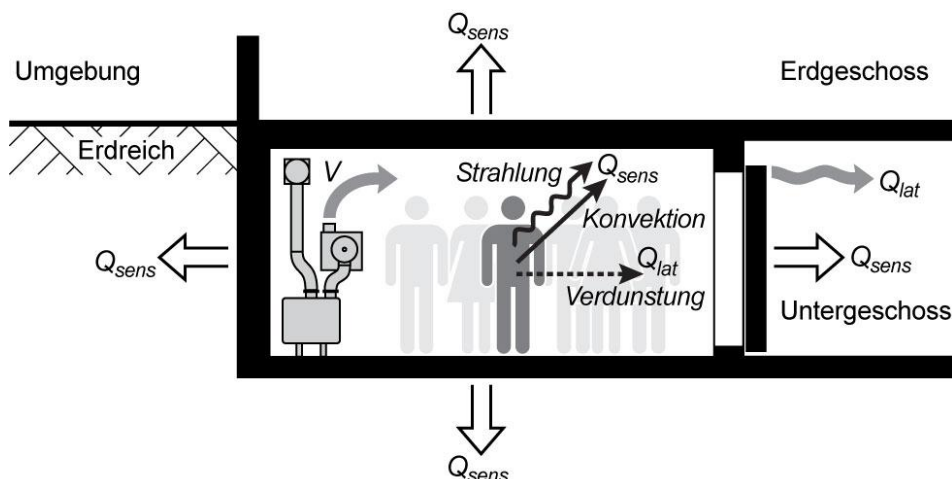 Q_sens
Umgebung
Erdgeschoss
Erdreich
V
Strahlung
Q_sens
Q_lat
Konvektion
Q_sens
Q_lat
Q_sens
Verdunstung
Untergeschoss
Q_sens